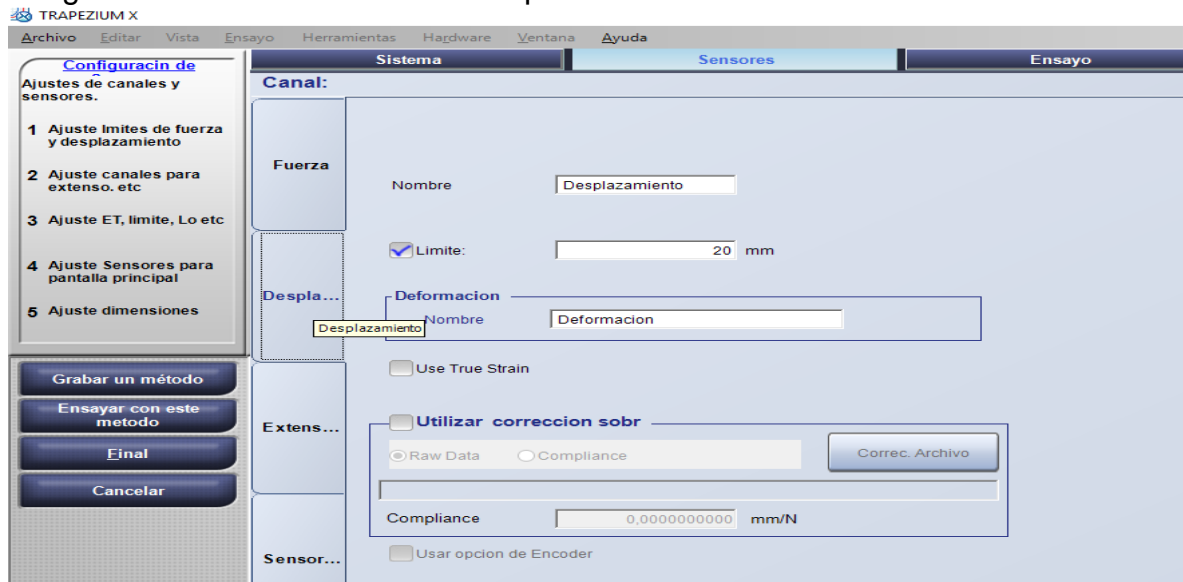 TRAPEZIUM X
Archivo Editar Vista Ensayo Herramientas Hardware Ventana Ayuda
Configuracin de
Ajustes de canales y
sensores.
1 Ajuste lmites de fuerza
y desplazamiento
2 Ajuste canales para
extenso. etc
3 Ajuste ET, limite, Lo etc
4 Ajuste Sensores para
pantalla principal
5 Ajuste dimensiones
Grabar un método
Ensayar con este
metodo
Final
Cancelar
Sistema Sensores Ensayo
Canal:
Fuerza
Despla...
Desplazamiento
Extens...
Sensor...
Nombre Desplazamiento
Limite: 20 mm
Deformacion
Nombre Deformacion
Use True Strain
Utilizar correccion sobr
Raw Data Compliance Correc. Archivo
Compliance 0,0000000000 mm/N
Usar opcion de Encoder